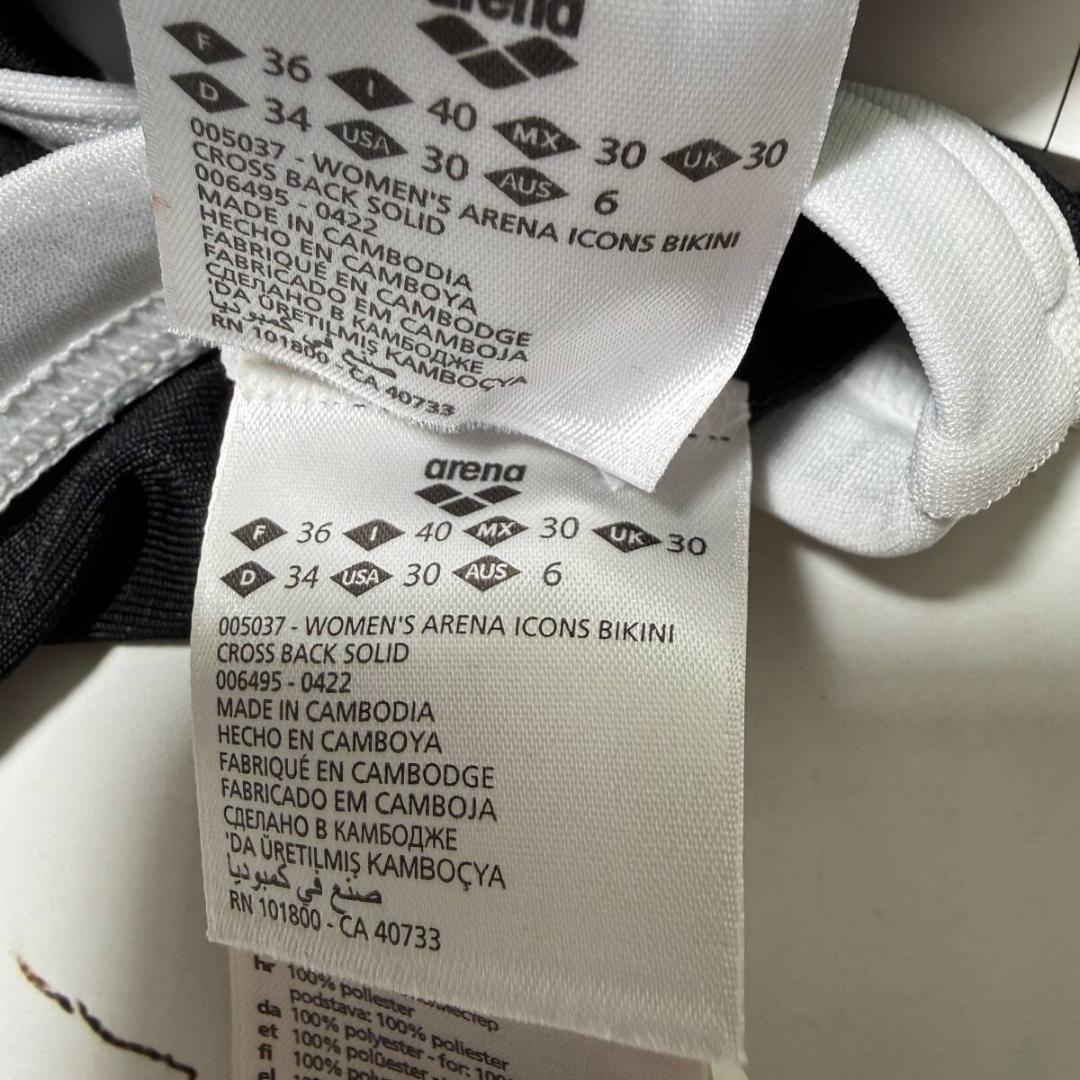 arena
F 36 I 40 MX 30 UK 30
D 34 USA 30 AUS 6
005037 - WOMEN'S ARENA ICONS BIKINI
CROSS BACK SOLID
006495 - 0422
MADE IN CAMBODIA
HECHO EN CAMBOYA
FABRIQUÉ EN CAMBODGE
FABRICADO EM CAMBOJA
СДЕЛАНО В КАМБОДЖЕ
'DA ÜRETILMIŞ KAMBOÇYA
صنع في كمبوديا
RN 101800 - CA 40733
arena
F 36 I 40 MX 30 UK 30
D 34 USA 30 AUS 6
005037 - WOMEN'S ARENA ICONS BIKINI
CROSS BACK SOLID
006495 - 0422
MADE IN CAMBODIA
HECHO EN CAMBOYA
FABRIQUÉ EN CAMBODGE
FABRICADO EM CAMBOJA
СДЕЛАНО В КАМБОДЖЕ
'DA ÜRETILMIŞ KAMBOÇYA
صنع في كمبوديا
RN 101800 - CA 40733
hr 100% poliester
podstava: 100% poliester
da 100% polyester - for: 100%
et 100% polüester
fi 100%
el